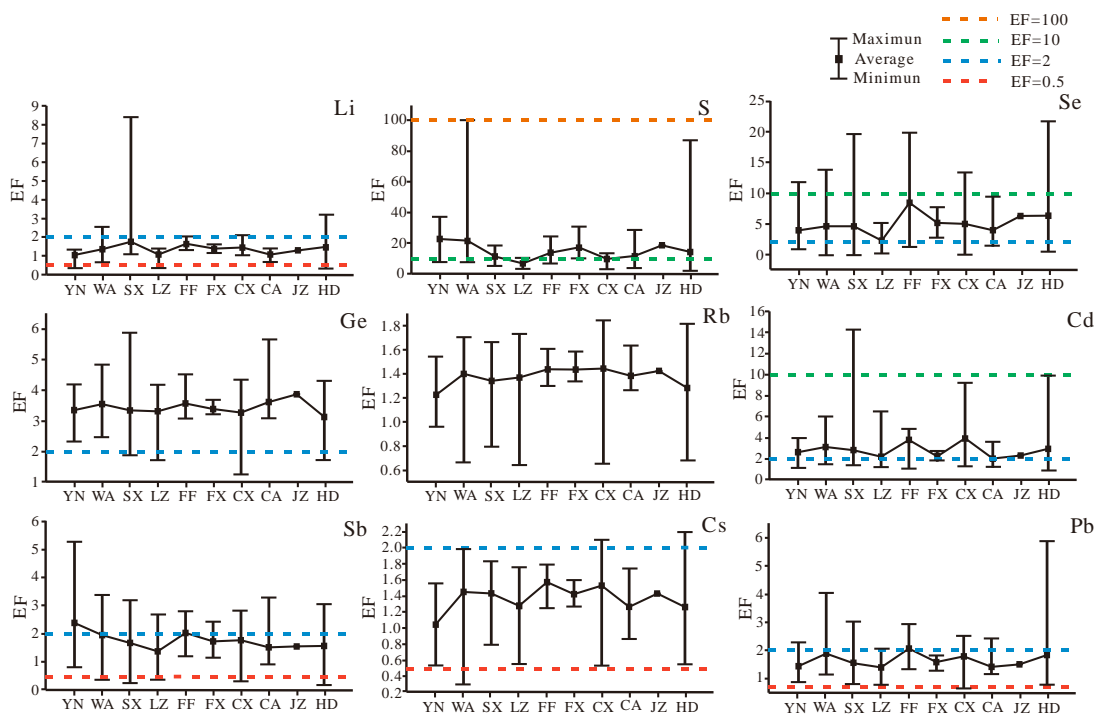 EF=100
Maximun
EF=10
Average
EF=2
Minimun
EF=0.5
Li
9
8
7
6
5
4
3
2
1
0
EF
YN WA SX LZ FF FX CX CA JZ HD
S
100
80
60
40
20
0
EF
YN WA SX LZ FF FX CX CA JZ HD
Se
25
20
15
10
5
0
EF
YN WA SX LZ FF FX CX CA JZ HD
Ge
6
5
4
3
2
1
EF
YN WA SX LZ FF FX CX CA JZ HD
Rb
1.8
1.6
1.4
1.2
1.0
0.8
0.6
EF
YN WA SX LZ FF FX CX CA JZ HD
Cd
16
14
12
10
8
6
4
2
0
EF
YN WA SX LZ FF FX CX CA JZ HD
Sb
6
5
4
3
2
1
0
EF
YN WA SX LZ FF FX CX CA JZ HD
Cs
2.2
2.0
1.8
1.6
1.4
1.2
1.0
0.8
0.6
0.4
0.2
EF
YN WA SX LZ FF FX CX CA JZ HD
Pb
6
5
4
3
2
1
EF
YN WA SX LZ FF FX CX CA JZ HD